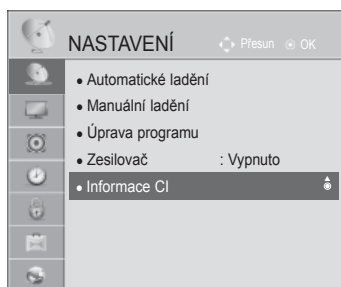 NASTAVENÍ Přesun OK
● Automatické ladění
● Manuální ladění
● Úprava programu
● Zesilovač : Vypnuto
● Informace CI